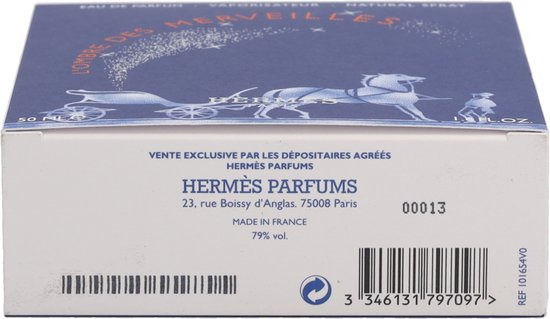 EAU DE PARFUM VAPORISATEUR NATURAL SPRAY
L'OMBRE DES MERVEILLES
HERMÈS
50 ML
FL.OZ.
VENTE EXCLUSIVE PAR LES DÉPOSITAIRES AGRÉÉS
HERMÈS PARFUMS
HERMÈS PARFUMS
23, rue Boissy d'Anglas. 75008 Paris
00013
MADE IN FRANCE
79% vol.
3 346131 797097 >
REF 101654V0